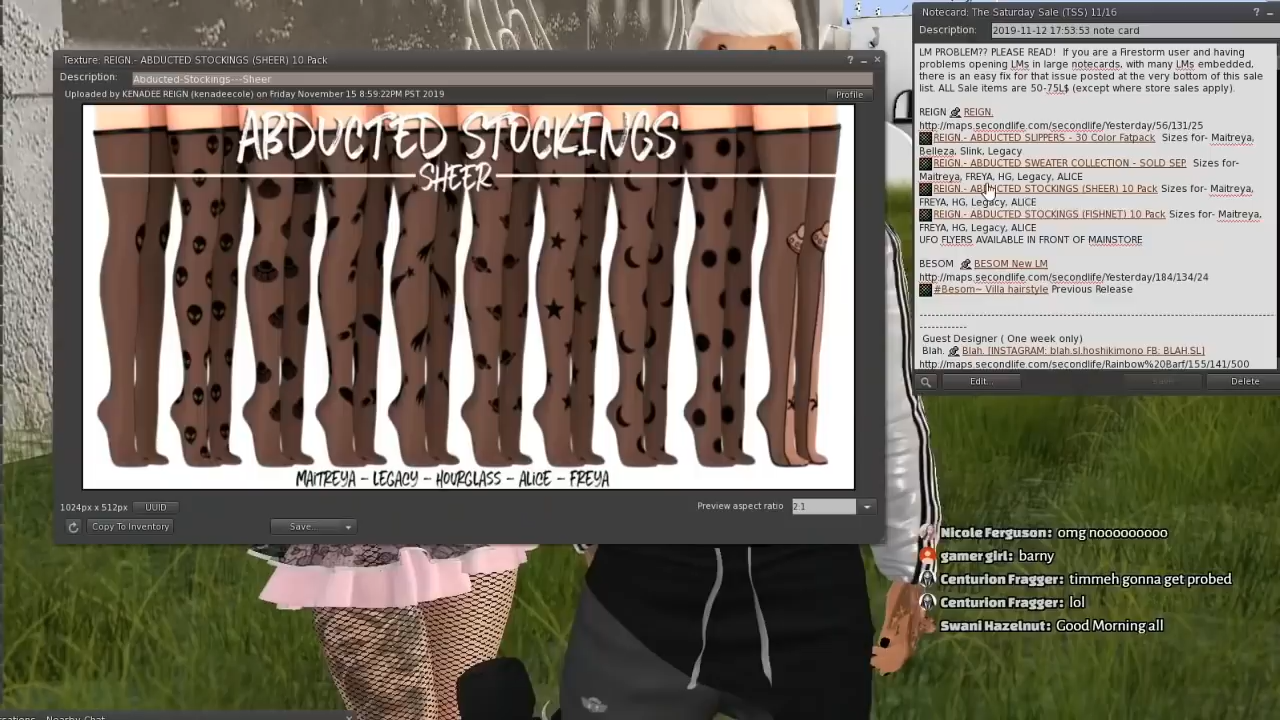 Texture: REIGN.- ABDUCTED STOCKINGS (SHEER) 10 Pack
Description: Abducted-Stockings---Sheer
Uploaded by KENADEE REIGN (kenadeecole) on Friday November 15 8:59:22PM PST 2019
Profile
ABDUCTED STOCKINGS
SHEER
MAITREYA - LEGACY - HOURGLASS - ALICE - FREYA
1024px x 512px UUID
Preview aspect ratio 2:1
Copy To Inventory Save...
Notecard: The Saturday Sale (TSS) 11/16
Description: 2019-11-12 17:53:53 note card
LM PROBLEM?? PLEASE READ! If you are a Firestorm user and having
problems opening LMs in large notecards, with many LMs embedded,
there is an easy fix for that issue posted at the very bottom of this sale
list. ALL Sale items are 50-75L$ (except where store sales apply).
REIGN REIGN.
http://maps.secondlife.com/secondlife/Yesterday/56/131/25
REIGN.- ABDUCTED SLIPPERS - 30 Color Fatpack Sizes for- Maitreya,
Belleza, Slink, Legacy
REIGN.- ABDUCTED SWEATER COLLECTION - SOLD SEP Sizes for-
Maitreya, FREYA, HG, Legacy, ALICE
REIGN.- ABDUCTED STOCKINGS (SHEER) 10 Pack Sizes for- Maitreya,
FREYA, HG, Legacy, ALICE
REIGN.- ABDUCTED STOCKINGS (FISHNET) 10 Pack Sizes for- Maitreya,
FREYA, HG, Legacy, ALICE
UFO FLYERS AVAILABLE IN FRONT OF MAINSTORE
BESOM BESOM New LM
http://maps.secondlife.com/secondlife/Yesterday/184/134/24
#Besom~ Villa hairstyle Previous Release
--------------------------------------------------------------------------------
------------
Guest Designer ( One week only)
Blah. Blah. [INSTAGRAM: blah.sl.hoshikimono FB: BLAH.SL]
http://maps.secondlife.com/secondlife/Rainbow%20Barf/155/141/500
Edit... Save Delete
Nicole Ferguson: omg nooooooooo
gamer girl: barny
Centurion Fragger: timmeh gonna get probed
Centurion Fragger: lol
Swani Hazelnut: Good Morning all